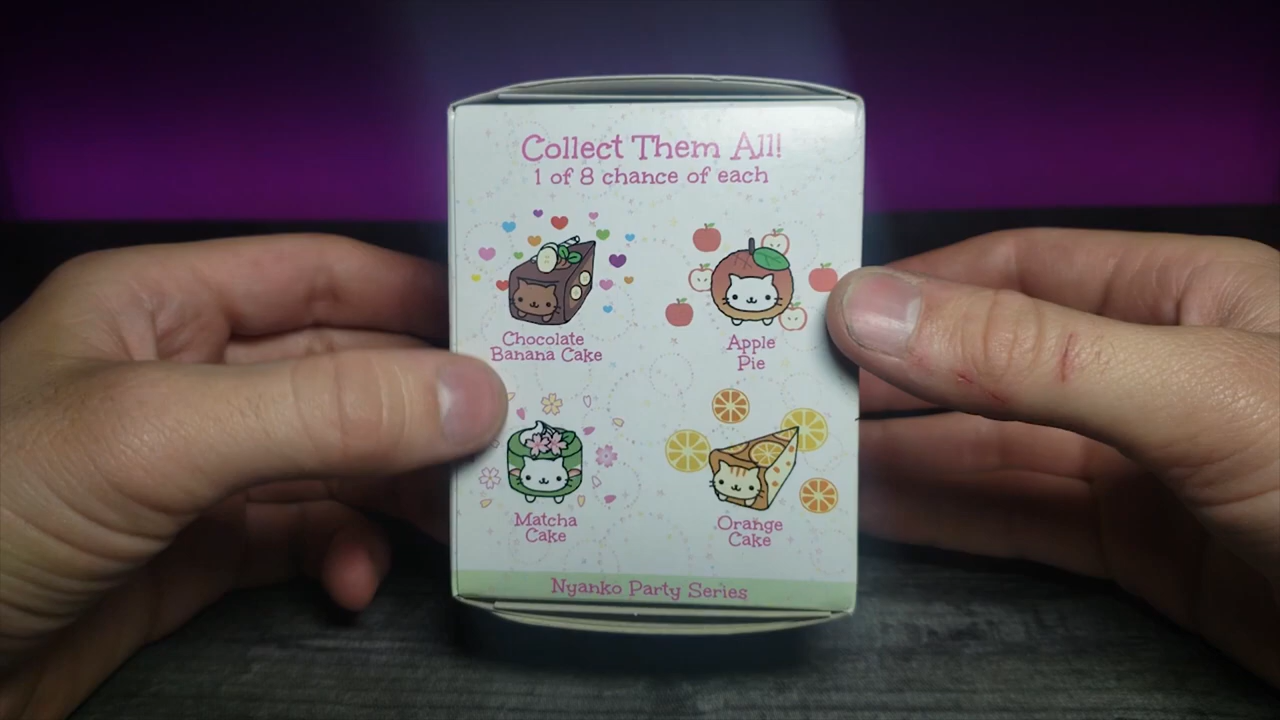 Collect Them All!
1 of 8 chance of each
Chocolate
Banana Cake
Apple
Pie
Matcha
Cake
Orange
Cake
Nyanko Party Series